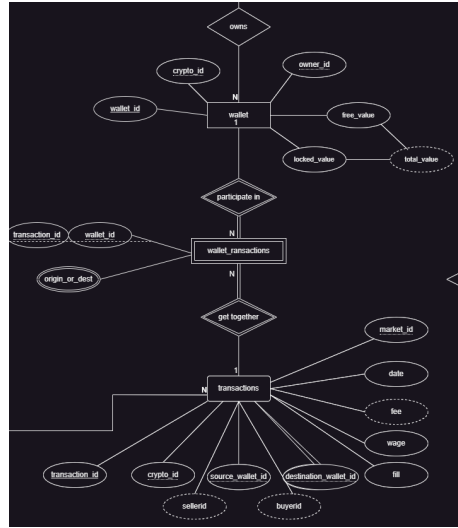 owns
crypto_id
owner_id
wallet_id
N
wallet
1
free_value
locked_value
total_value
participate in
transaction_id
wallet_id
N
wallet_ransactions
origin_or_dest
N
get together
market_id
1
transactions
date
N
fee
wage
transaction_id
crypto_id
source_wallet_id
destination_wallet_id
fill
sellerid
buyerid